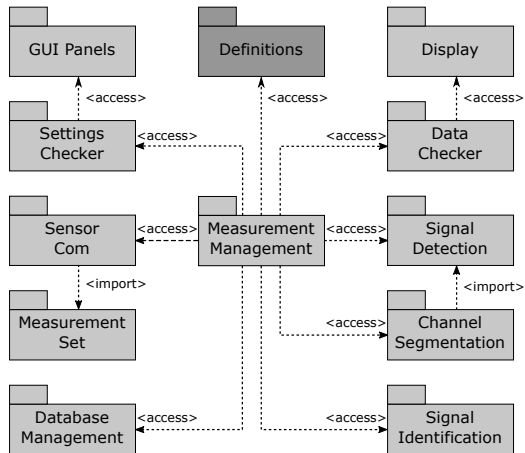 GUI Panels
Definitions
Display
<access>
<access>
Settings
Checker
<access>
<access>
Data
Checker
Sensor
Com
<access>
Measurement
Management
<access>
Signal
Detection
<import>
<import>
Measurement
Set
<access>
Channel
Segmentation
Database
Management
<access>
<access>
Signal
Identification